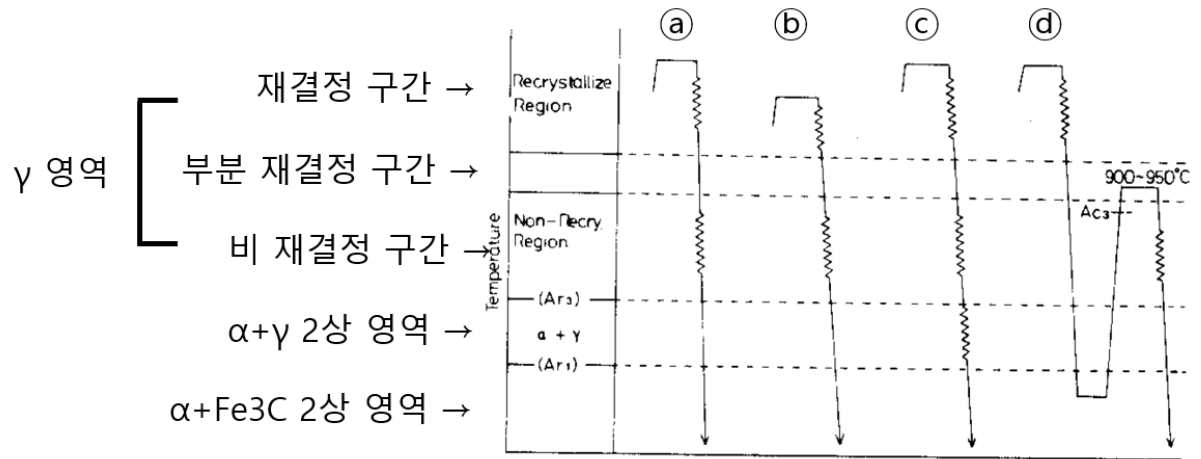 ⓐ ⓑ ⓒ ⓓ
재결정 구간 →
Recrystallize
Region
γ 영역
부분 재결정 구간 →
900~950°C
Ac₃
비 재결정 구간 →
Non-Recry.
Region
Temperature
(Ar₃)
α+γ 2상 영역 →
α + γ
(Ar₁)
α+Fe3C 2상 영역 →